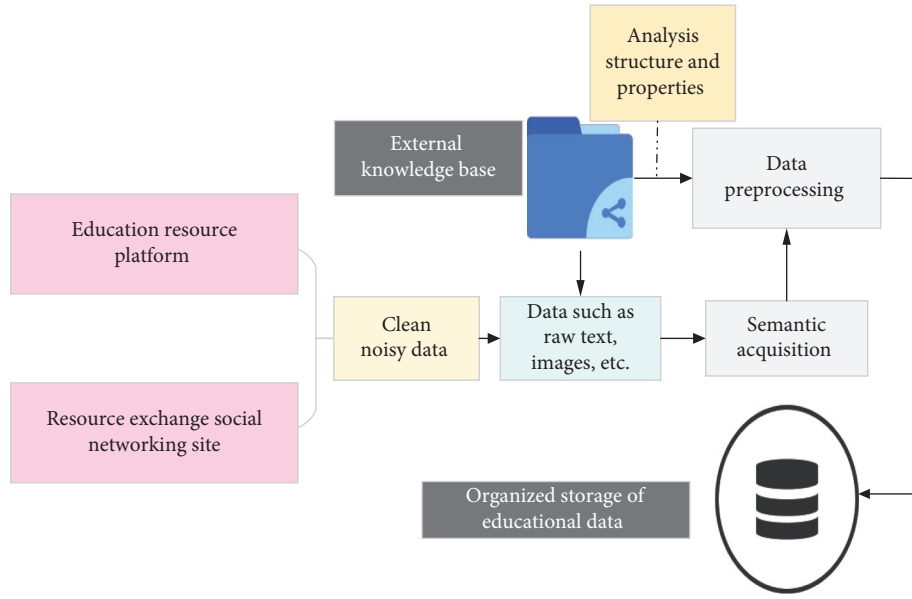 Analysis
structure and
properties
External
knowledge base
Data
preprocessing
Education resource
platform
Clean
noisy data
Data such as
raw text,
images, etc.
Semantic
acquisition
Resource exchange social
networking site
Organized storage of
educational data